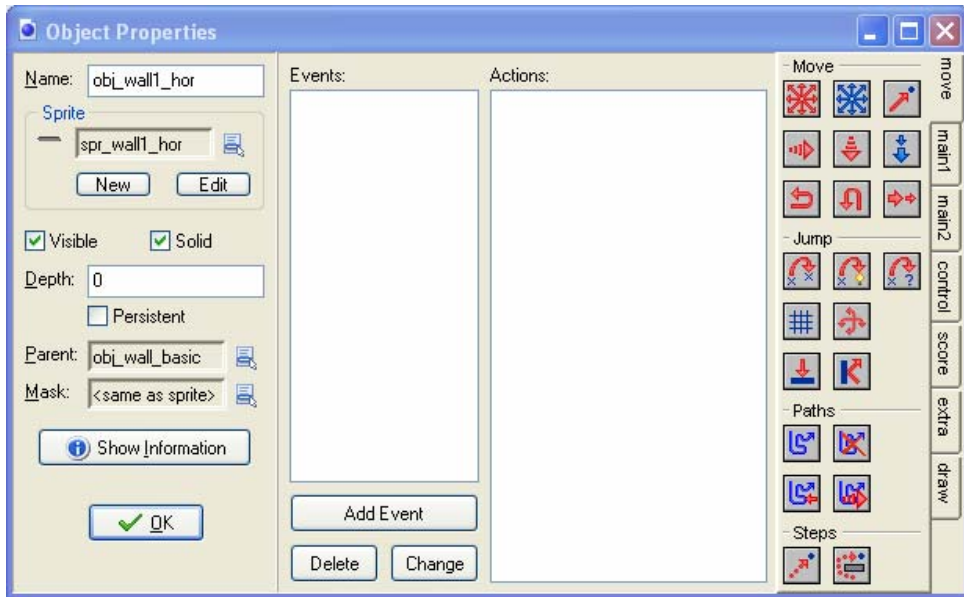 Object Properties
Name: obj_wall1_hor
Sprite
spr_wall1_hor
New Edit
Visible Solid
Depth: 0
Persistent
Parent: obj_wall_basic
Mask: <same as sprite>
Show Information
OK
Events:
Add Event
Delete Change
Actions:
Move
Jump
Paths
Steps
move
main1
main2
control
score
extra
draw